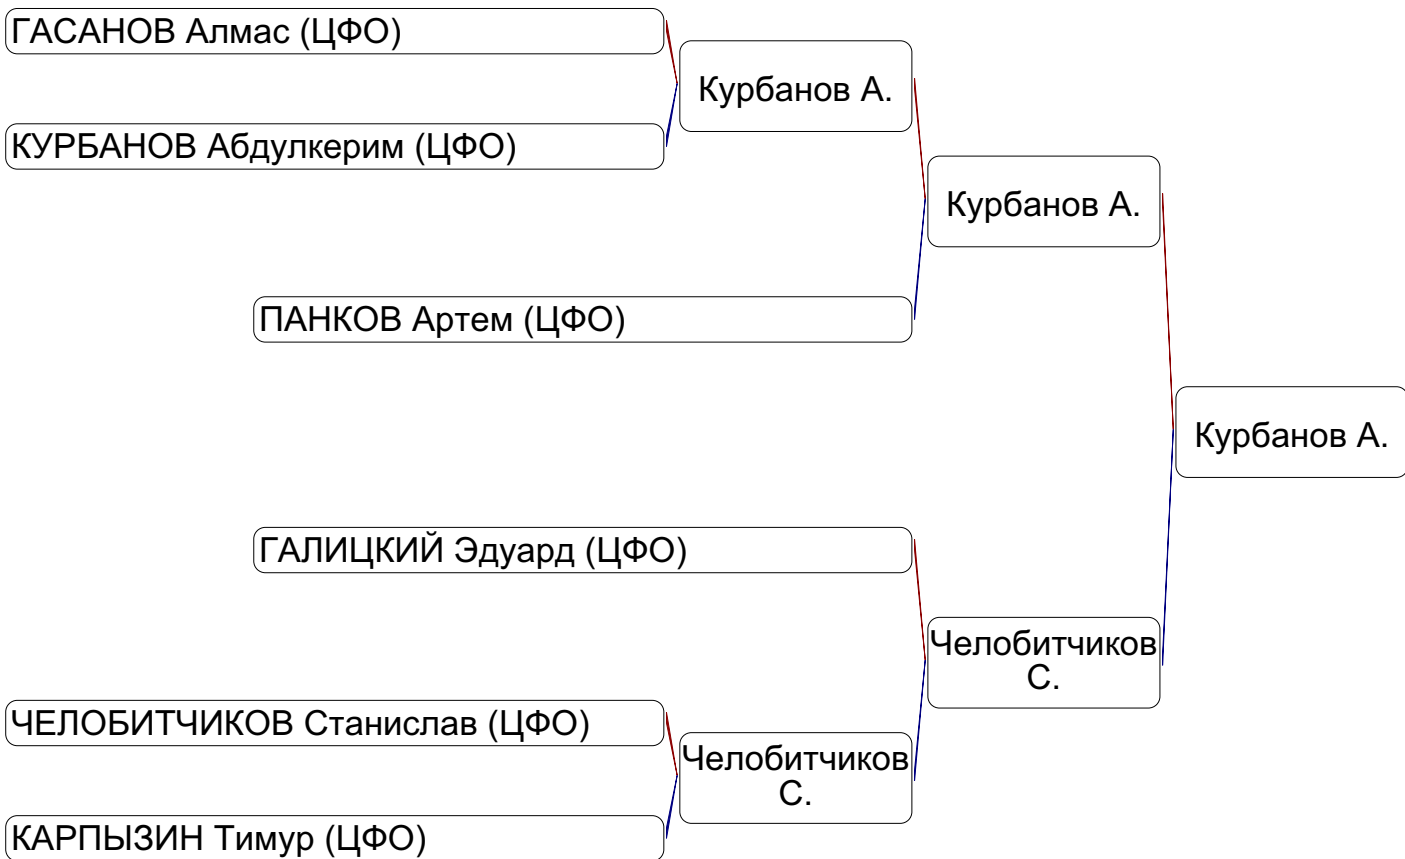 ГАСАНОВ Алмас (ЦФО)
Курбанов А.
КУРБАНОВ Абдулкерим (ЦФО)
Курбанов А.
ПАНКОВ Артем (ЦФО)
Курбанов А.
ГАЛИЦКИЙ Эдуард (ЦФО)
Челобитчиков
С.
ЧЕЛОБИТЧИКОВ Станислав (ЦФО)
Челобитчиков
С.
КАРПЫЗИН Тимур (ЦФО)